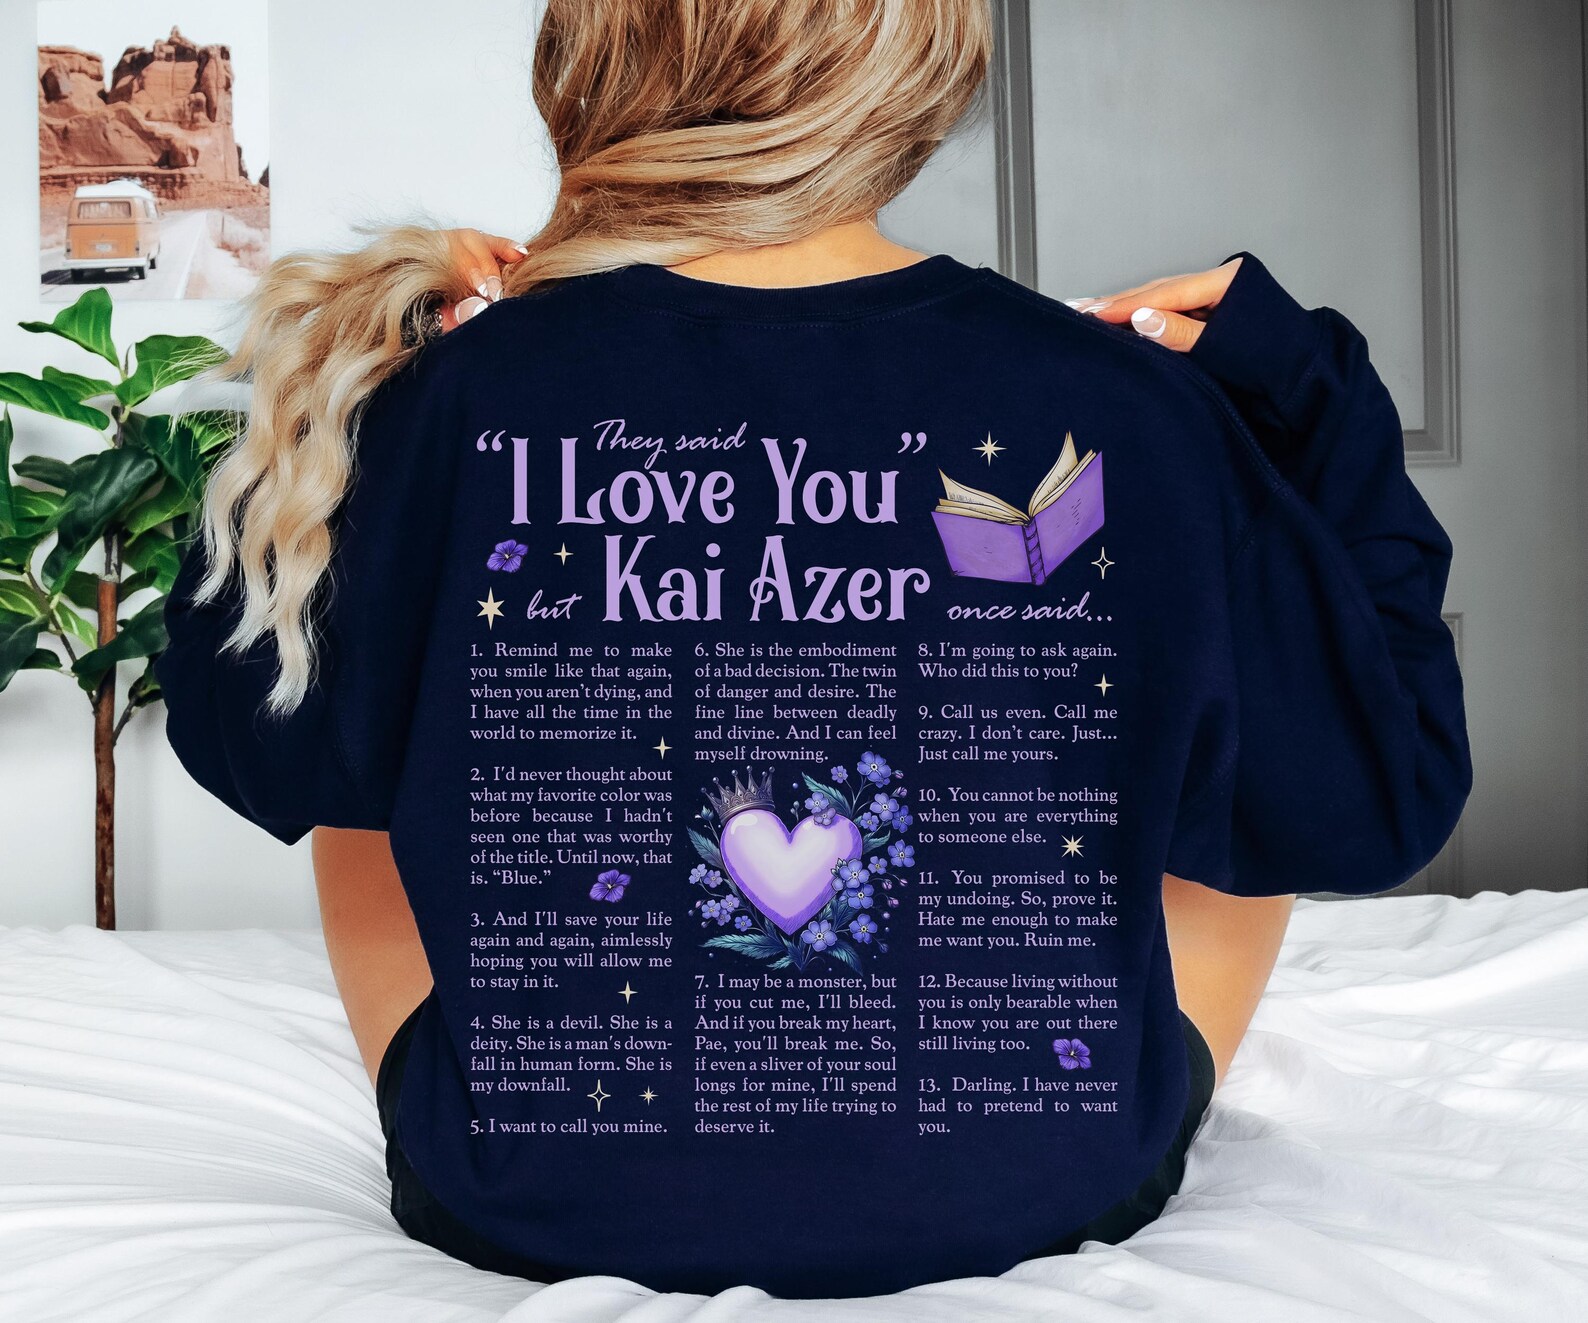 They said
“I Love You”
but Kai Azer once said...
1. Remind me to make
you smile like that again,
when you aren’t dying, and
I have all the time in the
world to memorize it.
2. I'd never thought about
what my favorite color was
before because I hadn't
seen one that was worthy
of the title. Until now, that
is. “Blue.”
3. And I'll save your life
again and again, aimlessly
hoping you will allow me
to stay in it.
4. She is a devil. She is a
deity. She is a man's down-
fall in human form. She is
my downfall.
5. I want to call you mine.
6. She is the embodiment
of a bad decision. The twin
of danger and desire. The
fine line between deadly
and divine. And I can feel
myself drowning.
7. I may be a monster, but
if you cut me, I'll bleed.
And if you break my heart,
Pae, you'll break me. So,
if even a sliver of your soul
longs for mine, I'll spend
the rest of my life trying to
deserve it.
8. I'm going to ask again.
Who did this to you?
9. Call us even. Call me
crazy. I don’t care. Just...
Just call me yours.
10. You cannot be nothing
when you are everything
to someone else.
11. You promised to be
my undoing. So, prove it.
Hate me enough to make
me want you. Ruin me.
12. Because living without
you is only bearable when
I know you are out there
still living too.
13. Darling. I have never
had to pretend to want
you.